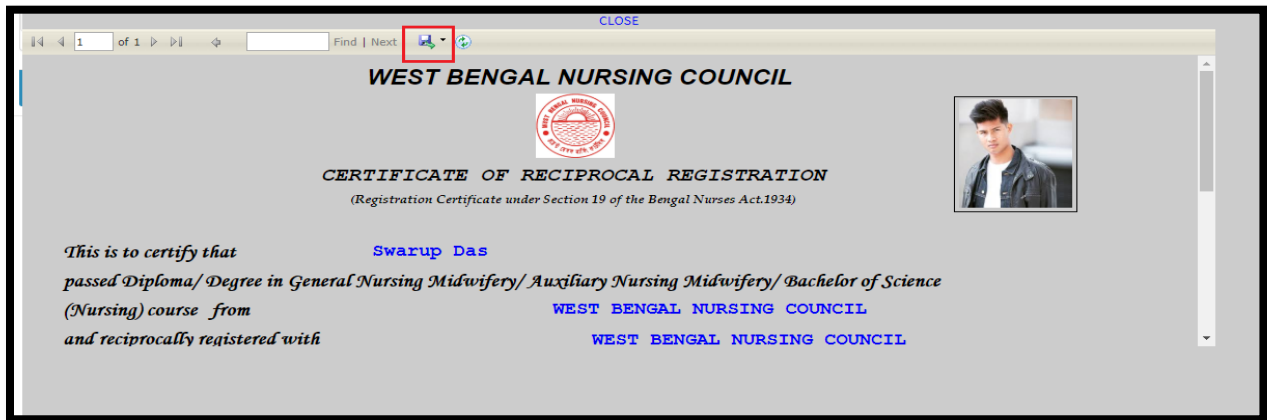 CLOSE
1 of 1 Find | Next
WEST BENGAL NURSING COUNCIL
CERTIFICATE OF RECIPROCAL REGISTRATION
(Registration Certificate under Section 19 of the Bengal Nurses Act.1934)
This is to certify that Swarup Das
passed Diploma/ Degree in General Nursing Midwifery/ Auxiliary Nursing Midwifery/ Bachelor of Science
(Nursing) course from WEST BENGAL NURSING COUNCIL
and reciprocally registered with WEST BENGAL NURSING COUNCIL